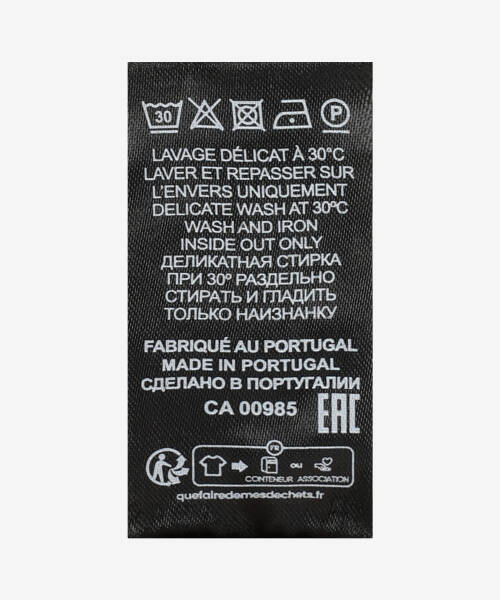 30 P
LAVAGE DÉLICAT À 30°C
LAVER ET REPASSER SUR
L'ENVERS UNIQUEMENT
DELICATE WASH AT 30ºC
WASH AND IRON
INSIDE OUT ONLY
ДЕЛИКАТНАЯ СТИРКА
ПРИ 30º РАЗДЕЛЬНО
СТИРАТЬ И ГЛАДИТЬ
ТОЛЬКО НАИЗНАНКУ
FABRIQUÉ AU PORTUGAL
MADE IN PORTUGAL
СДЕЛАНО В ПОРТУГАЛИИ
CA 00985 EAC
FR
OU
CONTENEUR ASSOCIATION
quefairedemesdechets.fr